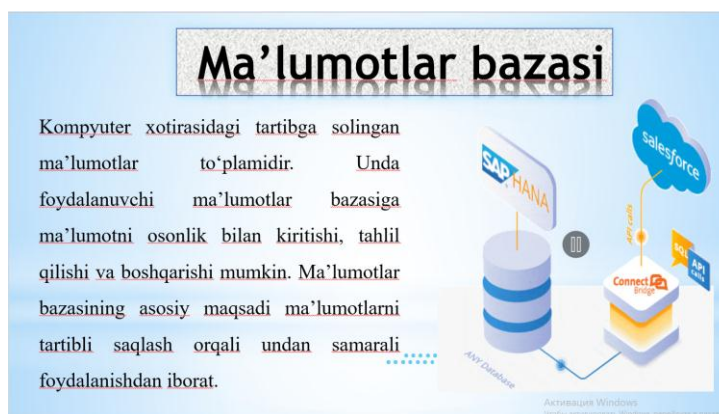 Ma’lumotlar bazasi
Kompyuter xotirasidagi tartibga solingan
ma’lumotlar to‘plamidir. Unda
foydalanuvchi ma’lumotlar bazasiga
ma’lumotni osonlik bilan kiritishi, tahlil
qilishi va boshqarishi mumkin. Ma’lumotlar
bazasining asosiy maqsadi ma’lumotlarni
tartibli saqlash orqali undan samarali
foydalanishdan iborat.
SAP HANA
salesforce
API calls
SQL
API
calls
Connect
Bridge
ANY Database
Активация Windows